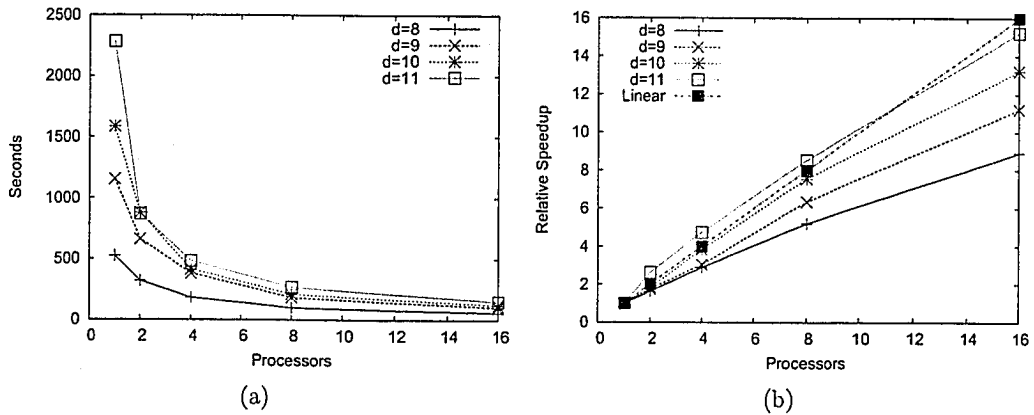 2500
2000
1500
1000
500
0
Seconds
0 2 4 6 8 10 12 14 16
Processors
d=8
d=9
d=10
d=11
(a)
16
14
12
10
8
6
4
2
0
Relative Speedup
0 2 4 6 8 10 12 14 16
Processors
d=8
d=9
d=10
d=11
Linear
(b)